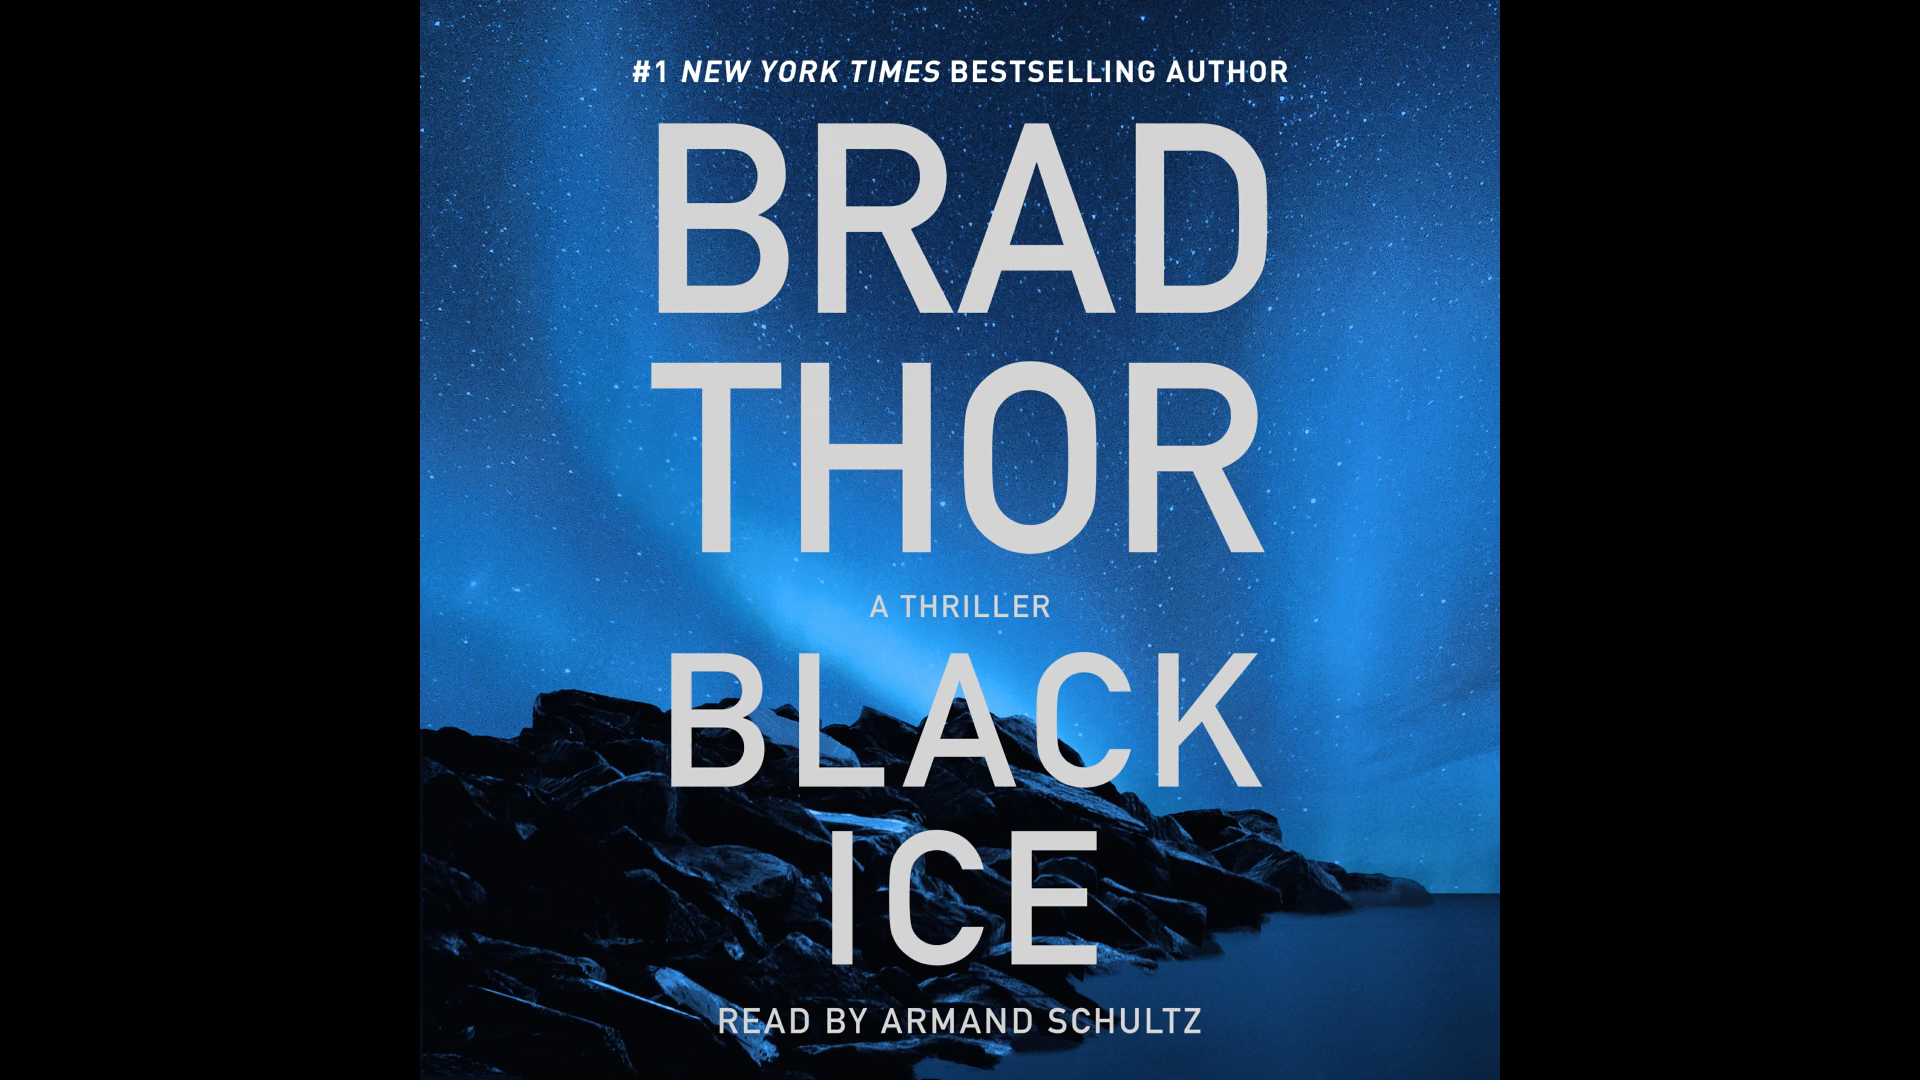 #1 NEW YORK TIMES BESTSELLING AUTHOR
BRAD
THOR
A THRILLER
BLACK
ICE
READ BY ARMAND SCHULTZ